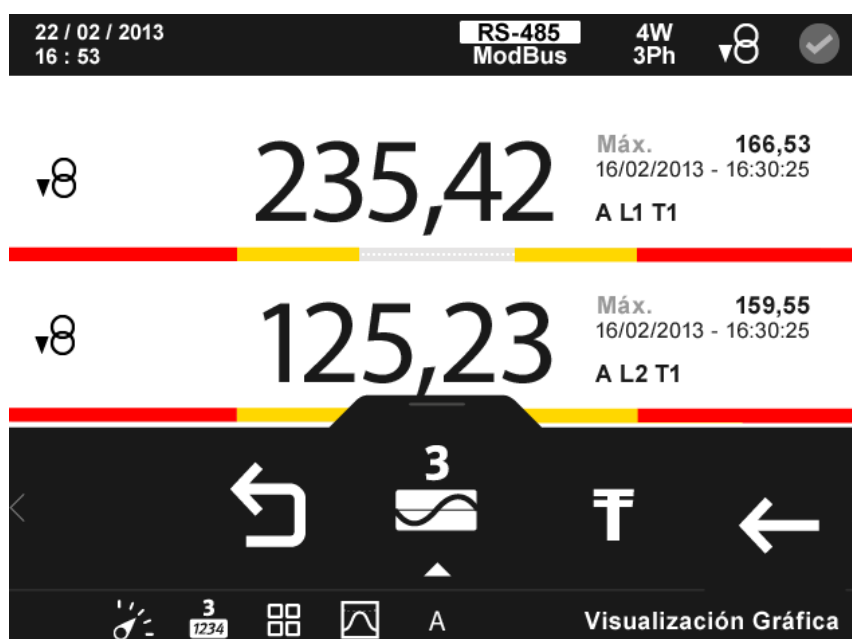 22 / 02 / 2013
16 : 53
RS-485
ModBus
4W
3Ph
235,42
Máx. 166,53
16/02/2013 - 16:30:25
A L1 T1
125,23
Máx. 159,55
16/02/2013 - 16:30:25
A L2 T1
3
3
1234
A
Visualización Gráfica